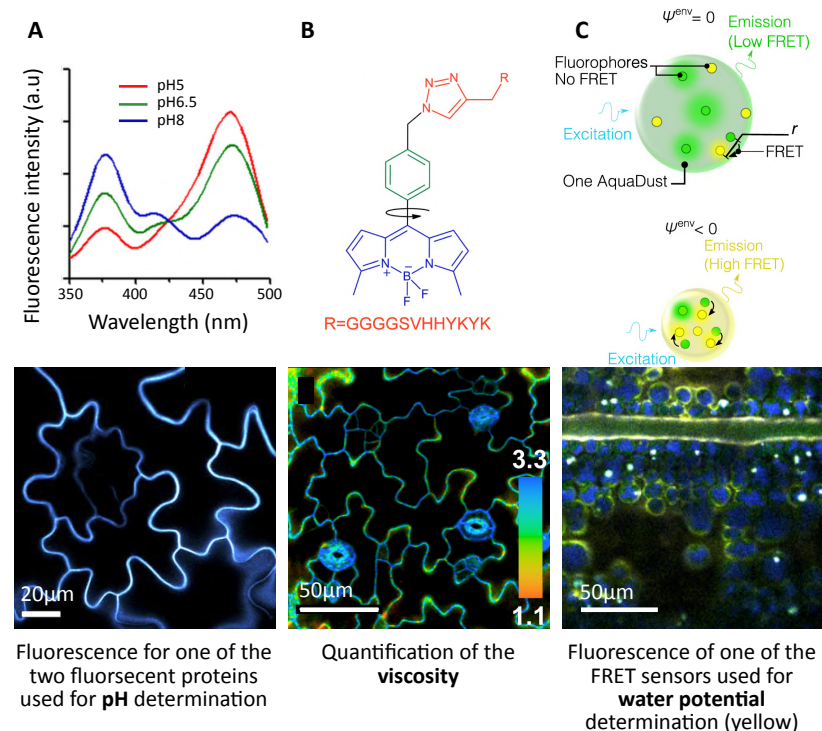 A
Fluorescence intensity (a.u)
pH5
pH6.5
pH8
350
400
450
500
Wavelength (nm)
B
R
N
N
N
N
+
N
B
−
F
F
R=GGGGSVHHYKYK
C
Ψenv= 0
Emission
(Low FRET)
Fluorophores
No FRET
Excitation
r
FRET
One AquaDust
Ψenv< 0
Emission
(High FRET)
Excitation
20µm
3.3
50µm
1.1
50µm
Fluorescence for one of the
two fluorsecent proteins
used for pH determination
Quantification of the
viscosity
Fluorescence of one of the
FRET sensors used for
water potential
determination (yellow)